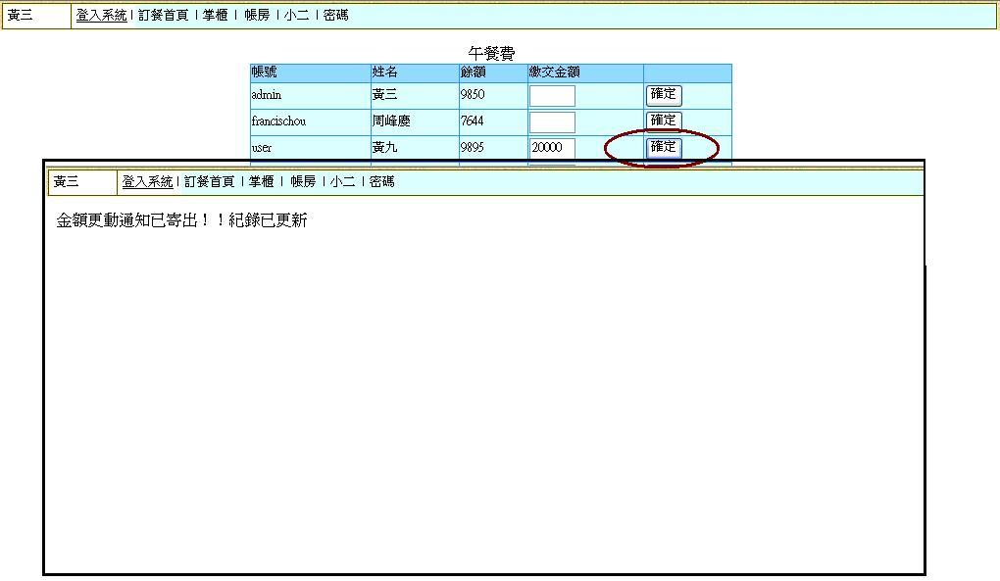 黃三 登入系統 | 訂餐首頁 | 掌櫃 | 帳房 | 小二 | 密碼
午餐費
帳號 姓名 餘額 繳交金額
admin 黃三 9850 確定
francischou 周峰慶 7644 確定
user 黃九 9895 20000 確定
黃三 登入系統 | 訂餐首頁 | 掌櫃 | 帳房 | 小二 | 密碼
金額更動通知已寄出！！紀錄已更新